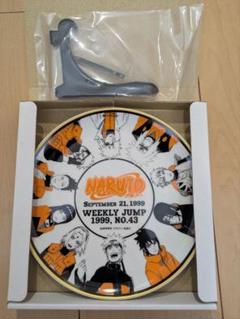 NARUTO
SEPTEMBER 21, 1999
WEEKLY JUMP
1999, NO.43